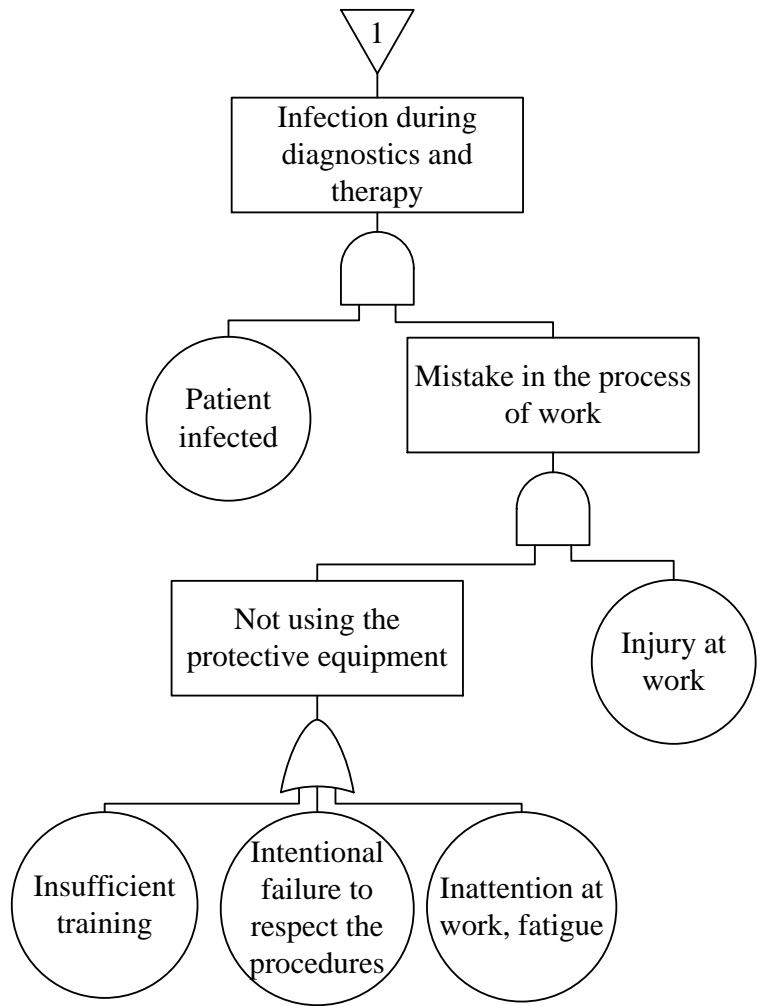 1
Infection during
diagnostics and
therapy
Patient
infected
Mistake in the process
of work
Not using the
protective equipment
Injury at
work
Insufficient
training
Intentional
failure to
respect the
procedures
Inattention at
work, fatigue